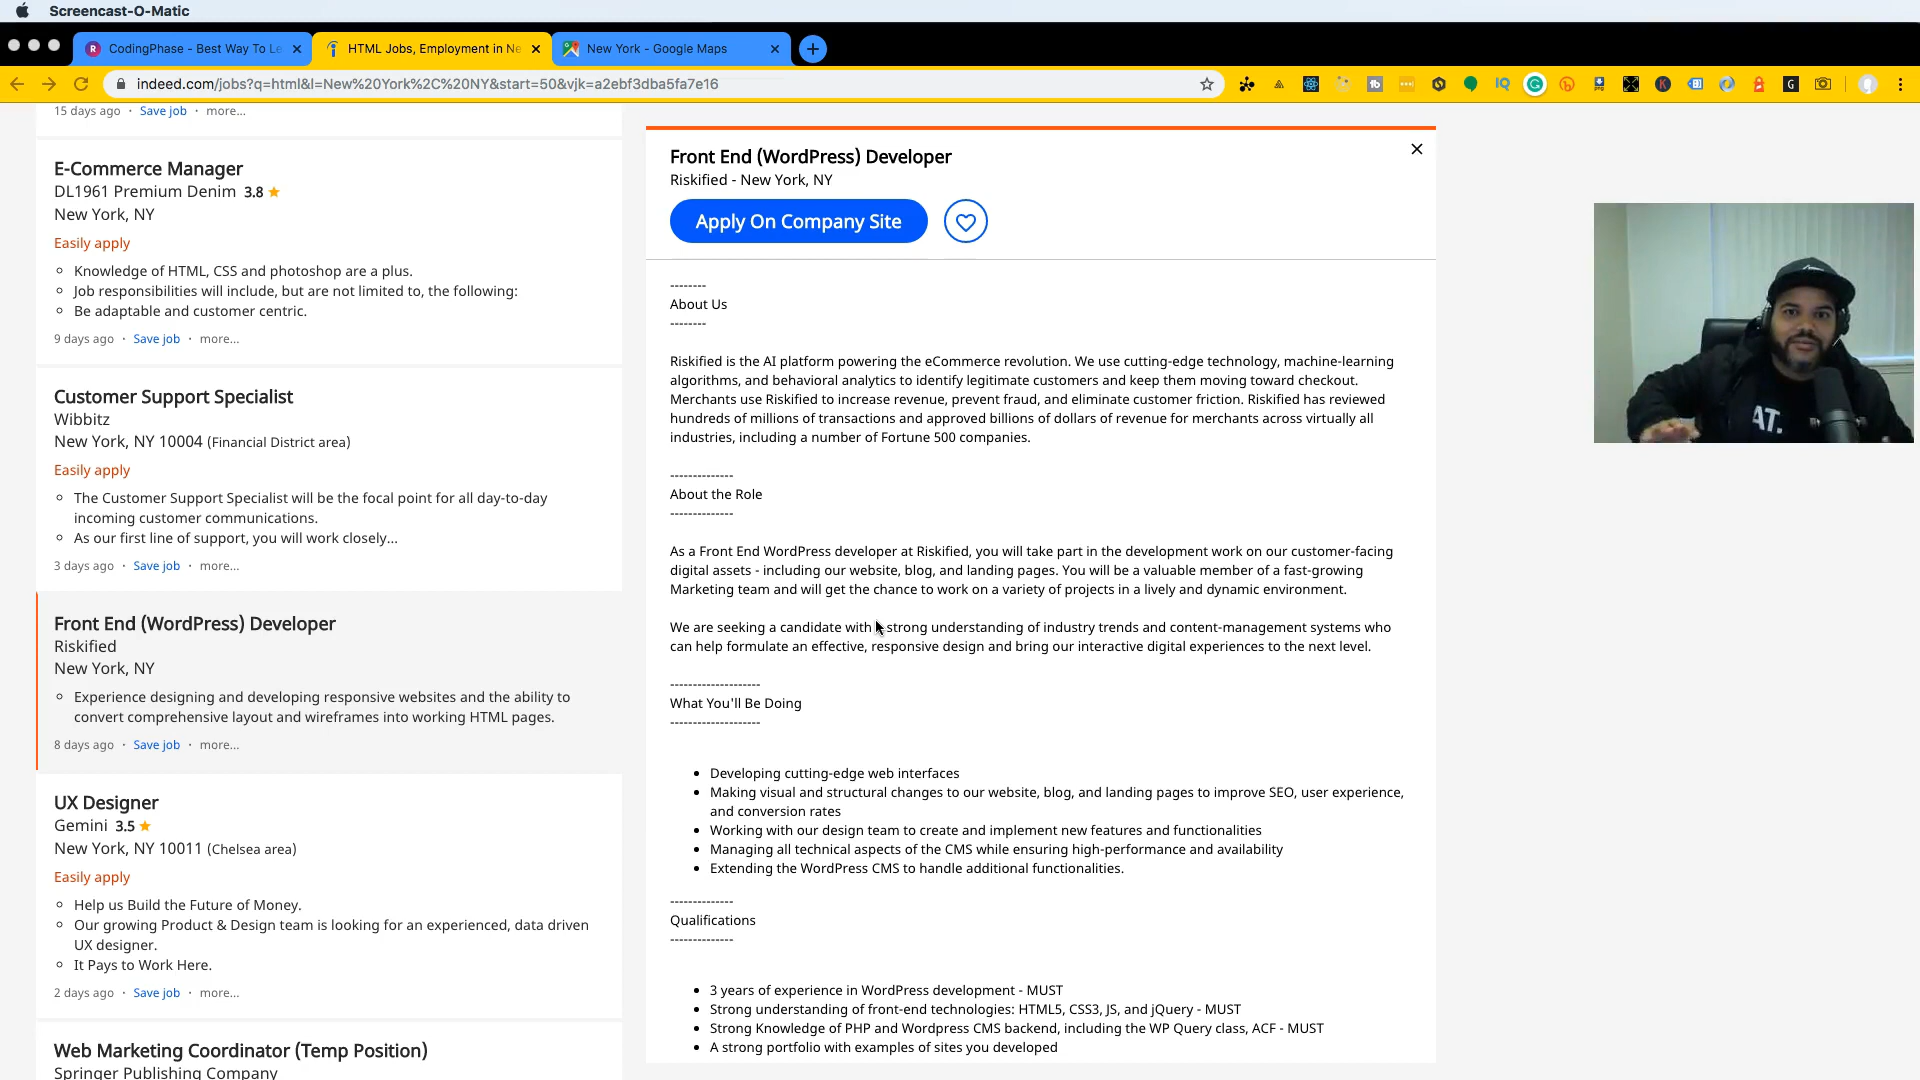 Screencast-O-Matic
CodingPhase - Best Way To Le
HTML Jobs, Employment in Ne
New York - Google Maps
indeed.com/jobs?q=html&l=New%20York%2C%20NY&start=50&vjk=a2ebf3dba5fa7e16
15 days ago · Save job · more...
E-Commerce Manager
DL1961 Premium Denim 3.8
New York, NY
Easily apply
Knowledge of HTML, CSS and photoshop are a plus.
Job responsibilities will include, but are not limited to, the following:
Be adaptable and customer centric.
9 days ago · Save job · more...
Customer Support Specialist
Wibbitz
New York, NY 10004 (Financial District area)
Easily apply
The Customer Support Specialist will be the focal point for all day-to-day
incoming customer communications.
As our first line of support, you will work closely...
3 days ago · Save job · more...
Front End (WordPress) Developer
Riskified
New York, NY
Experience designing and developing responsive websites and the ability to
convert comprehensive layout and wireframes into working HTML pages.
8 days ago · Save job · more...
UX Designer
Gemini 3.5
New York, NY 10011 (Chelsea area)
Easily apply
Help us Build the Future of Money.
Our growing Product & Design team is looking for an experienced, data driven
UX designer.
It Pays to Work Here.
2 days ago · Save job · more...
Web Marketing Coordinator (Temp Position)
Springer Publishing Company
Front End (WordPress) Developer
Riskified - New York, NY
Apply On Company Site
--------
About Us
--------
Riskified is the AI platform powering the eCommerce revolution. We use cutting-edge technology, machine-learning
algorithms, and behavioral analytics to identify legitimate customers and keep them moving toward checkout.
Merchants use Riskified to increase revenue, prevent fraud, and eliminate customer friction. Riskified has reviewed
hundreds of millions of transactions and approved billions of dollars of revenue for merchants across virtually all
industries, including a number of Fortune 500 companies.
--------------
About the Role
--------------
As a Front End WordPress developer at Riskified, you will take part in the development work on our customer-facing
digital assets - including our website, blog, and landing pages. You will be a valuable member of a fast-growing
Marketing team and will get the chance to work on a variety of projects in a lively and dynamic environment.
We are seeking a candidate with strong understanding of industry trends and content-management systems who
can help formulate an effective, responsive design and bring our interactive digital experiences to the next level.
--------------------
What You'll Be Doing
--------------------
Developing cutting-edge web interfaces
Making visual and structural changes to our website, blog, and landing pages to improve SEO, user experience,
and conversion rates
Working with our design team to create and implement new features and functionalities
Managing all technical aspects of the CMS while ensuring high-performance and availability
Extending the WordPress CMS to handle additional functionalities.
--------------
Qualifications
--------------
3 years of experience in WordPress development - MUST
Strong understanding of front-end technologies: HTML5, CSS3, JS, and jQuery - MUST
Strong Knowledge of PHP and Wordpress CMS backend, including the WP Query class, ACF - MUST
A strong portfolio with examples of sites you developed
AT.